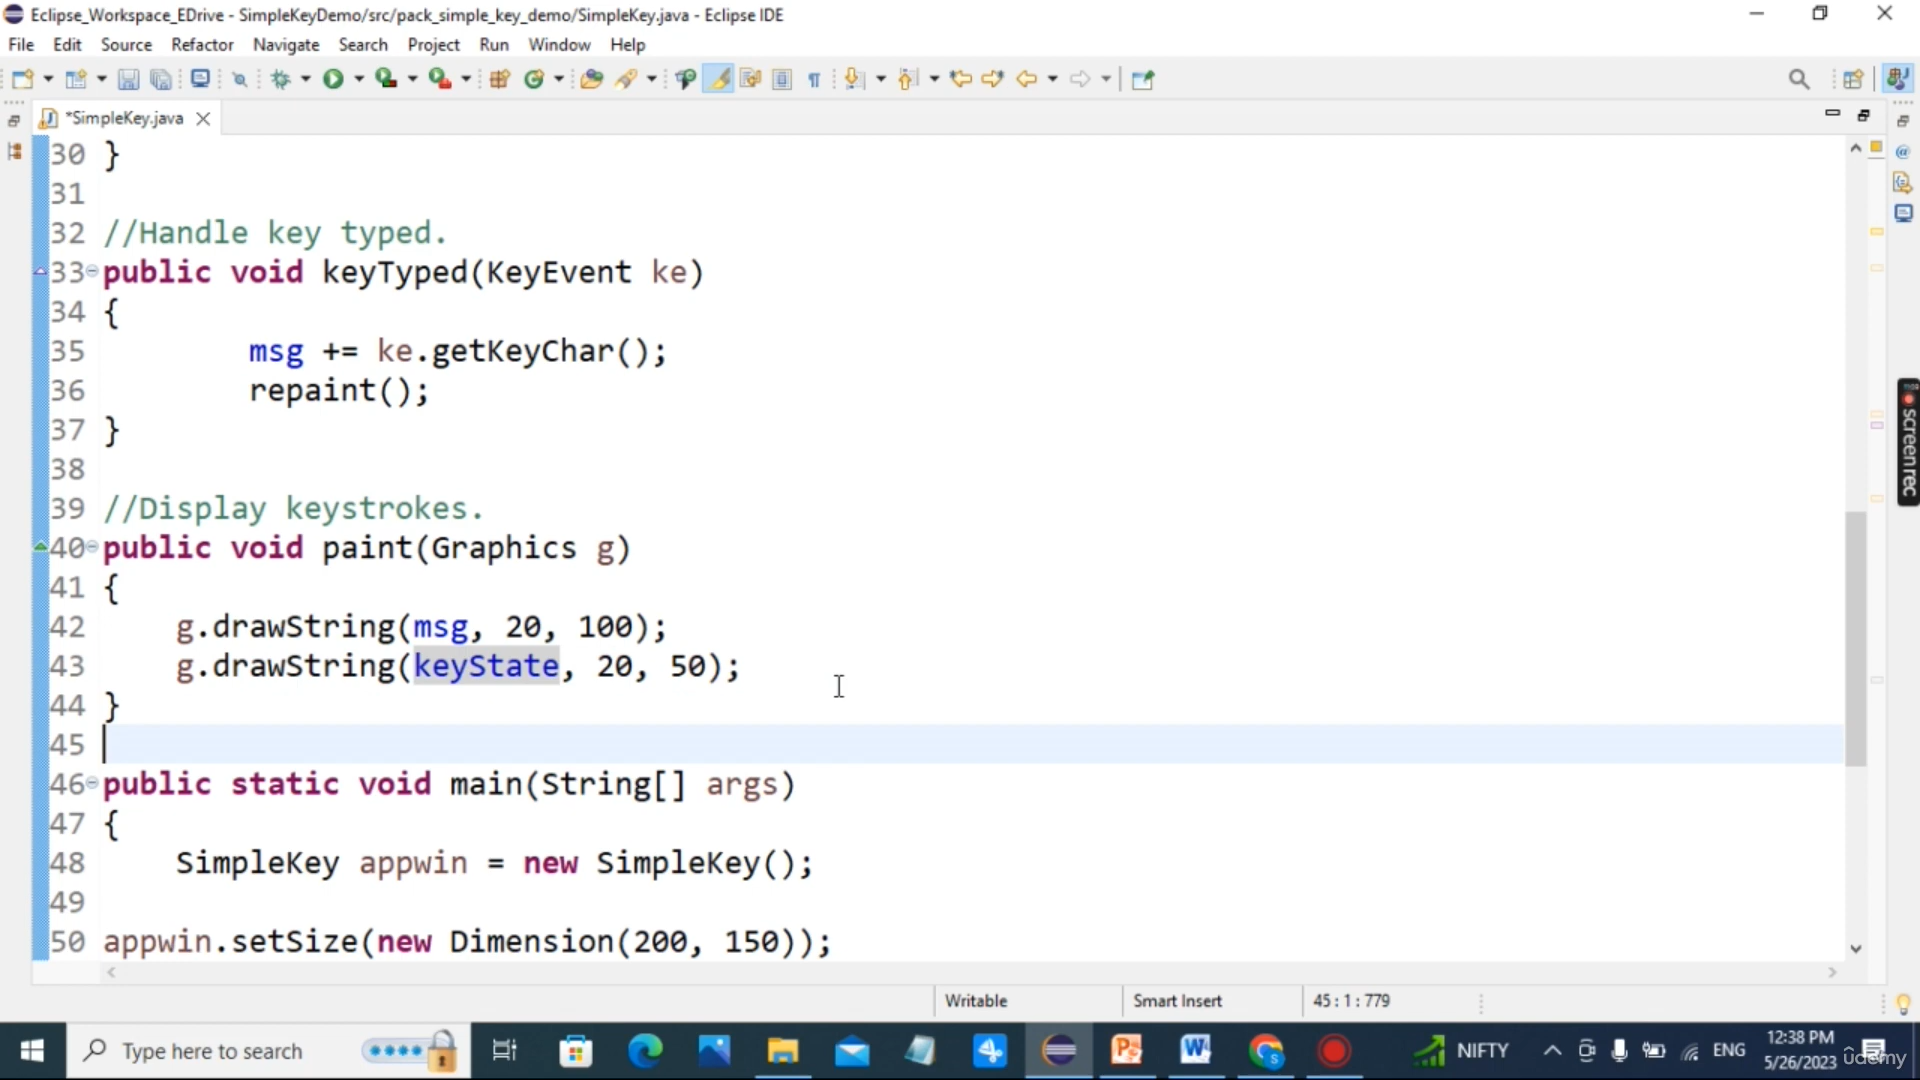 Eclipse_Workspace_EDrive - SimpleKeyDemo/src/pack_simple_key_demo/SimpleKey.java - Eclipse IDE
File Edit Source Refactor Navigate Search Project Run Window Help
*SimpleKey.java
30 }
31
32 //Handle key typed.
33 public void keyTyped(KeyEvent ke)
34 {
35 msg += ke.getKeyChar();
36 repaint();
37 }
38
39 //Display keystrokes.
40 public void paint(Graphics g)
41 {
42 g.drawString(msg, 20, 100);
43 g.drawString(keyState, 20, 50);
44 }
45
46 public static void main(String[] args)
47 {
48 SimpleKey appwin = new SimpleKey();
49
50 appwin.setSize(new Dimension(200, 150));
screenrec
Writable Smart Insert 45 : 1 : 779
Type here to search
NIFTY
ENG
12:38 PM
5/26/2023
ûdemy